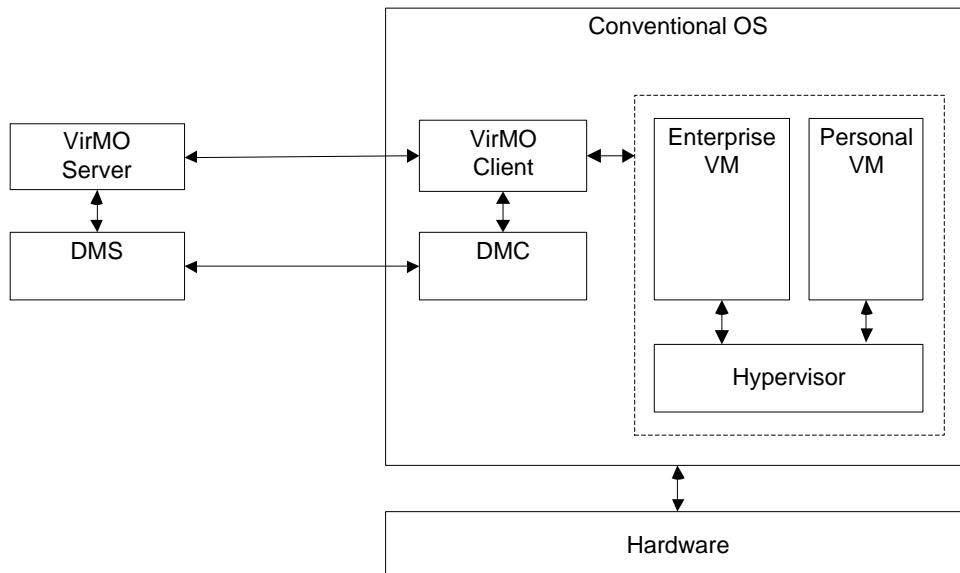 Conventional OS
VirMO
Server
VirMO
Client
Enterprise
VM
Personal
VM
DMS
DMC
Hypervisor
Hardware